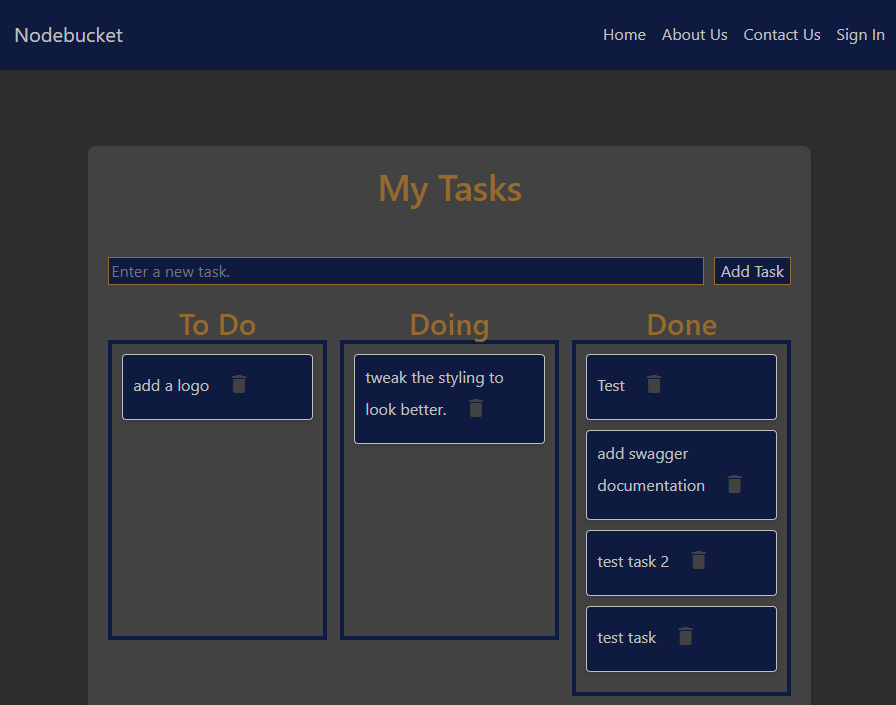 Nodebucket
Home About Us Contact Us Sign In
My Tasks
Enter a new task.
Add Task
To Do
add a logo
Doing
tweak the styling to
look better.
Done
Test
add swagger
documentation
test task 2
test task